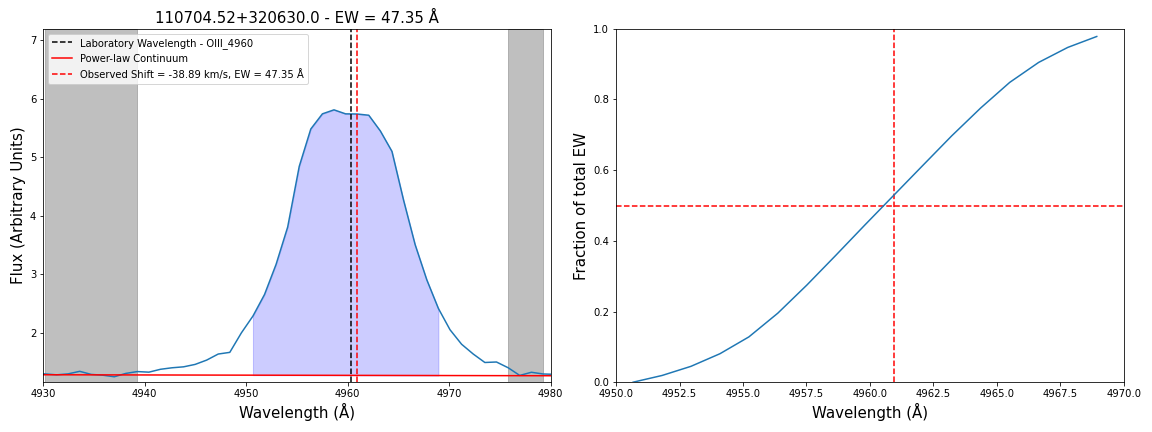 110704.52+320630.0 - EW = 47.35 Å
Laboratory Wavelength - OIII_4960
Power-law Continuum
Observed Shift = -38.89 km/s, EW = 47.35 Å
Flux (Arbitrary Units)
7
6
5
4
3
2
4930 4940 4950 4960 4970 4980
Wavelength (Å)
Fraction of total EW
1.0
0.8
0.6
0.4
0.2
0.0
4950.0 4952.5 4955.0 4957.5 4960.0 4962.5 4965.0 4967.5 4970.0
Wavelength (Å)